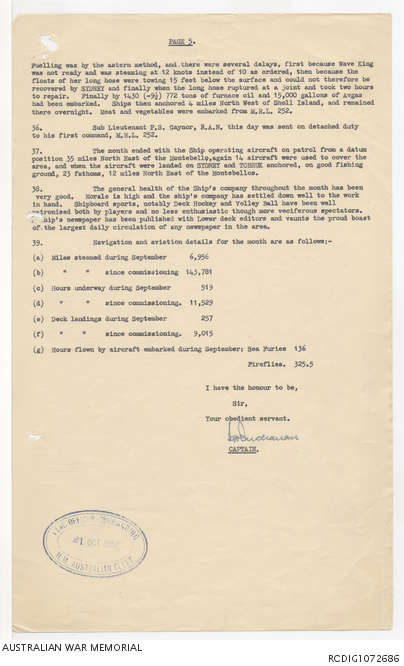 PAGE 5.
Fuelling was by the astern method, and there were several delays, first because Wave King
was not ready and was steaming at 12 knots instead of 10 as ordered, then because the
floats of her long hose were towing 15 feet below the surface and could not therefore be
recovered by SYDNEY and finally when the long hose ruptured at a joint and took two hours
to repair. Finally by 1430 (-9½) 772 tons of furnace oil and 15,000 gallons of Avgas
had been embarked. Ships then anchored 4 miles North West of Shell Island, and remained
there overnight. Meat and vegetables were embarked from M.R.L. 252.
36. Sub Lieutenant P.S. Gaynor, R.A.N. this day was sent on detached duty
to his first command, M.R.L. 252.
37. The month ended with the Ship operating aircraft on patrol from a datum
position 35 miles North East of the Montebello, again 14 aircraft were used to cover the
area, and when the aircraft were landed on SYDNEY and TOBRUK anchored, on good fishing
ground, 23 fathoms, 12 miles North East of the Montebellos.
38. The general health of the Ship's company throughout the month has been
very good. Morale is high and the ship's company has settled down well to the work
in hand. Shipboard sports, notably Deck Hockey and Volley Ball have been well
patronised both by players and no less enthusiastic though more vociferous spectators.
ship's newspaper has been published with Lower deck editors and vaunts the proud boast
of the largest daily circulation of any newspaper in the area.
39. Navigation and aviation details for the month are as follows:-
(a) Miles steamed during September 6,956
(b) " " since commissioning 143,781
(c) Hours underway during September 519
(d) " " since commissioning. 11,529
(e) Deck landings during September 257
(f) " " since commissioning. 9,015
(g) Hours flown by aircraft embarked during September; Sea Furies 136
Fireflies. 325.5
I have the honour to be,
Sir,
Your obedient servant.
CAPTAIN.
H.M. AUSTRALIAN FLEET
AUSTRALIAN WAR MEMORIAL
RCDIG1072686